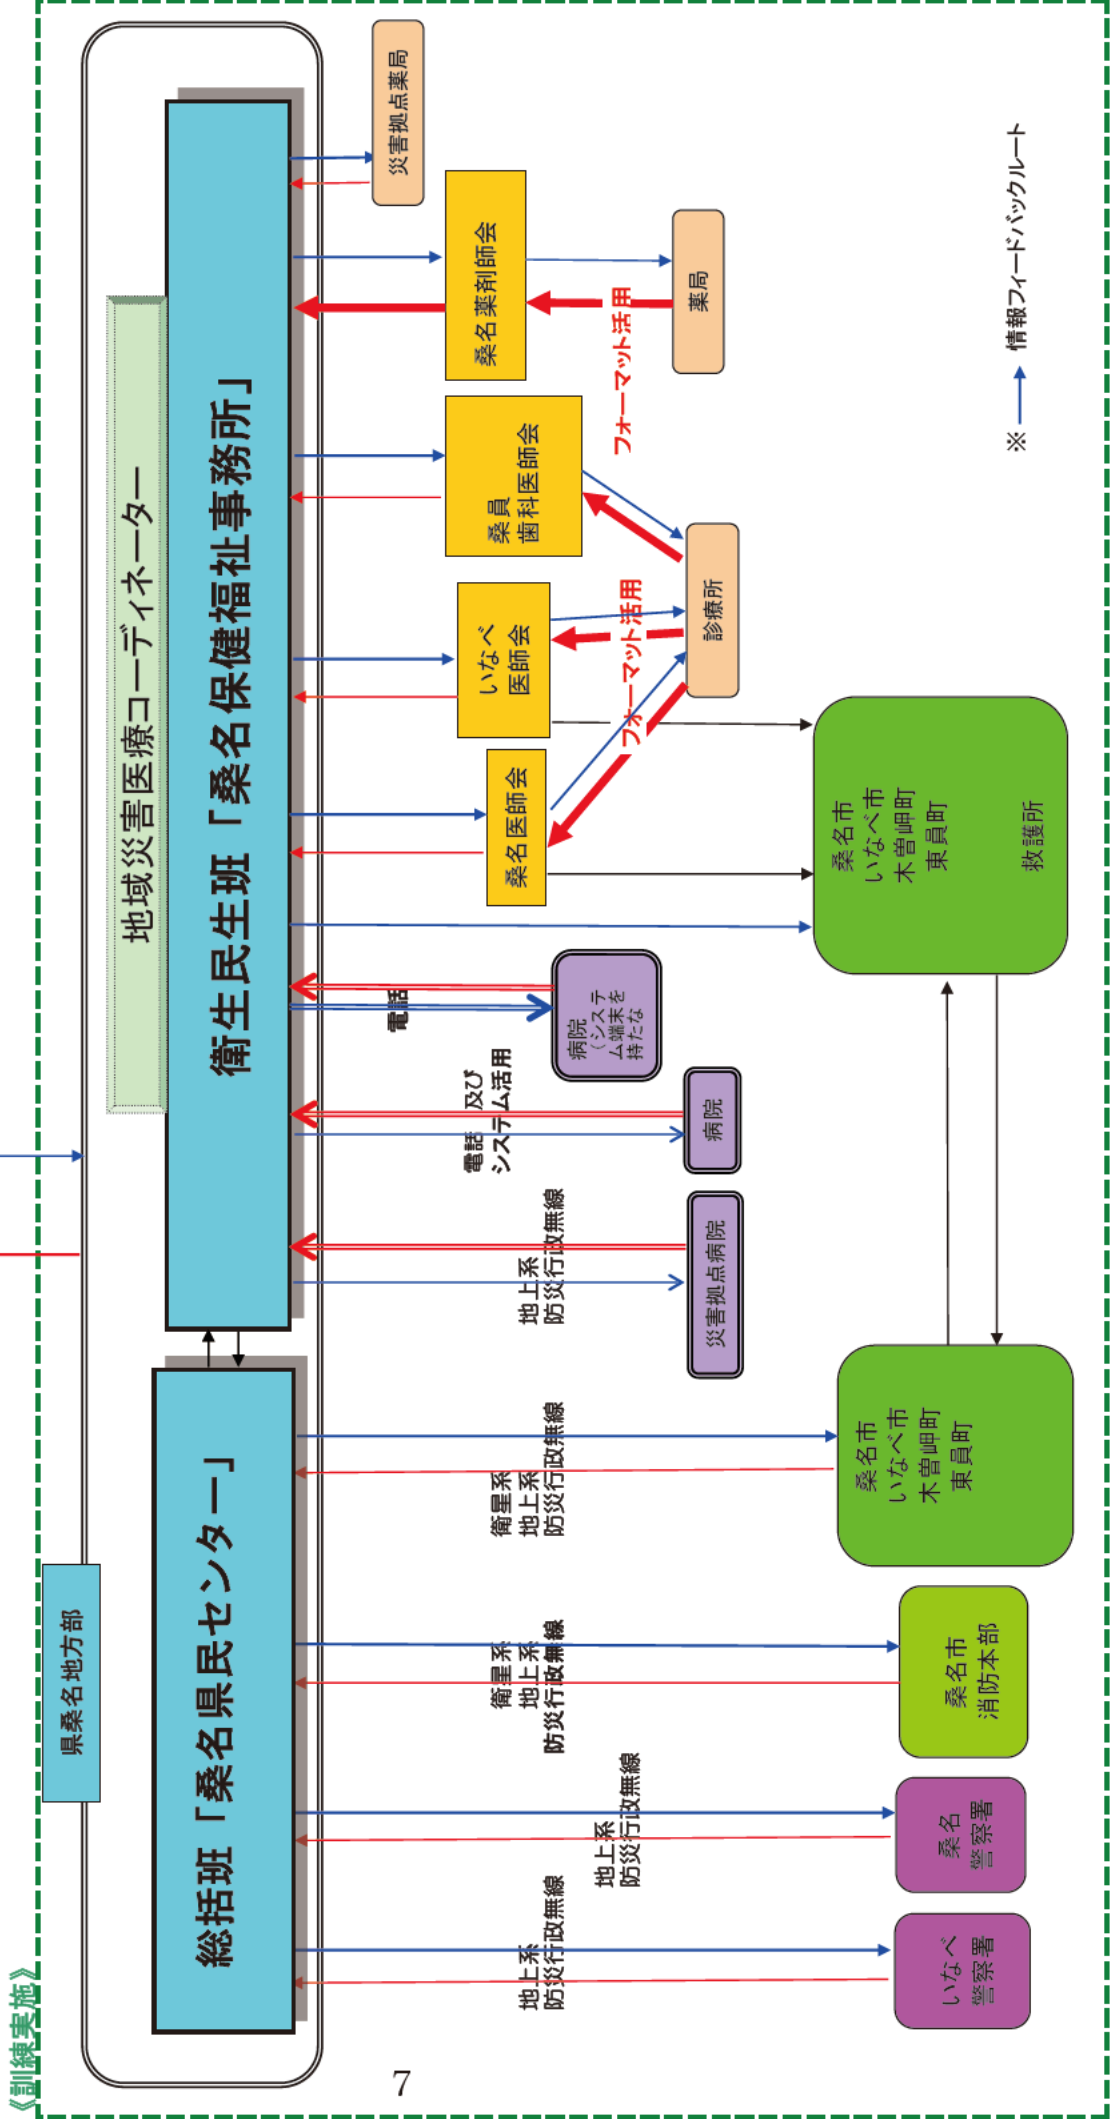 《訓練実施》
県桑名地方部
地域災害医療コーディネーター
総括班「桑名県民センター」
衛生民生班「桑名保健福祉事務所」
地上系
防災行政無線
地上系
防災行政無線
衛星系
地上系
防災行政無線
衛星系
地上系
防災行政無線
地上系
防災行政無線
電話　及び
システム活用
電話
いなべ
警察署
桑名
警察署
桑名市
消防本部
桑名市
いなべ市
木曽岬町
東員町
災害拠点病院
病院
病院
（システ
ム端末を
持たな
桑名医師会
いなべ
医師会
桑員
歯科医師会
桑名薬剤師会
災害拠点薬局
フォーマット活用
フォーマット活用
診療所
薬局
桑名市
いなべ市
木曽岬町
東員町
救護所
※ → 情報フィードバックルート
7